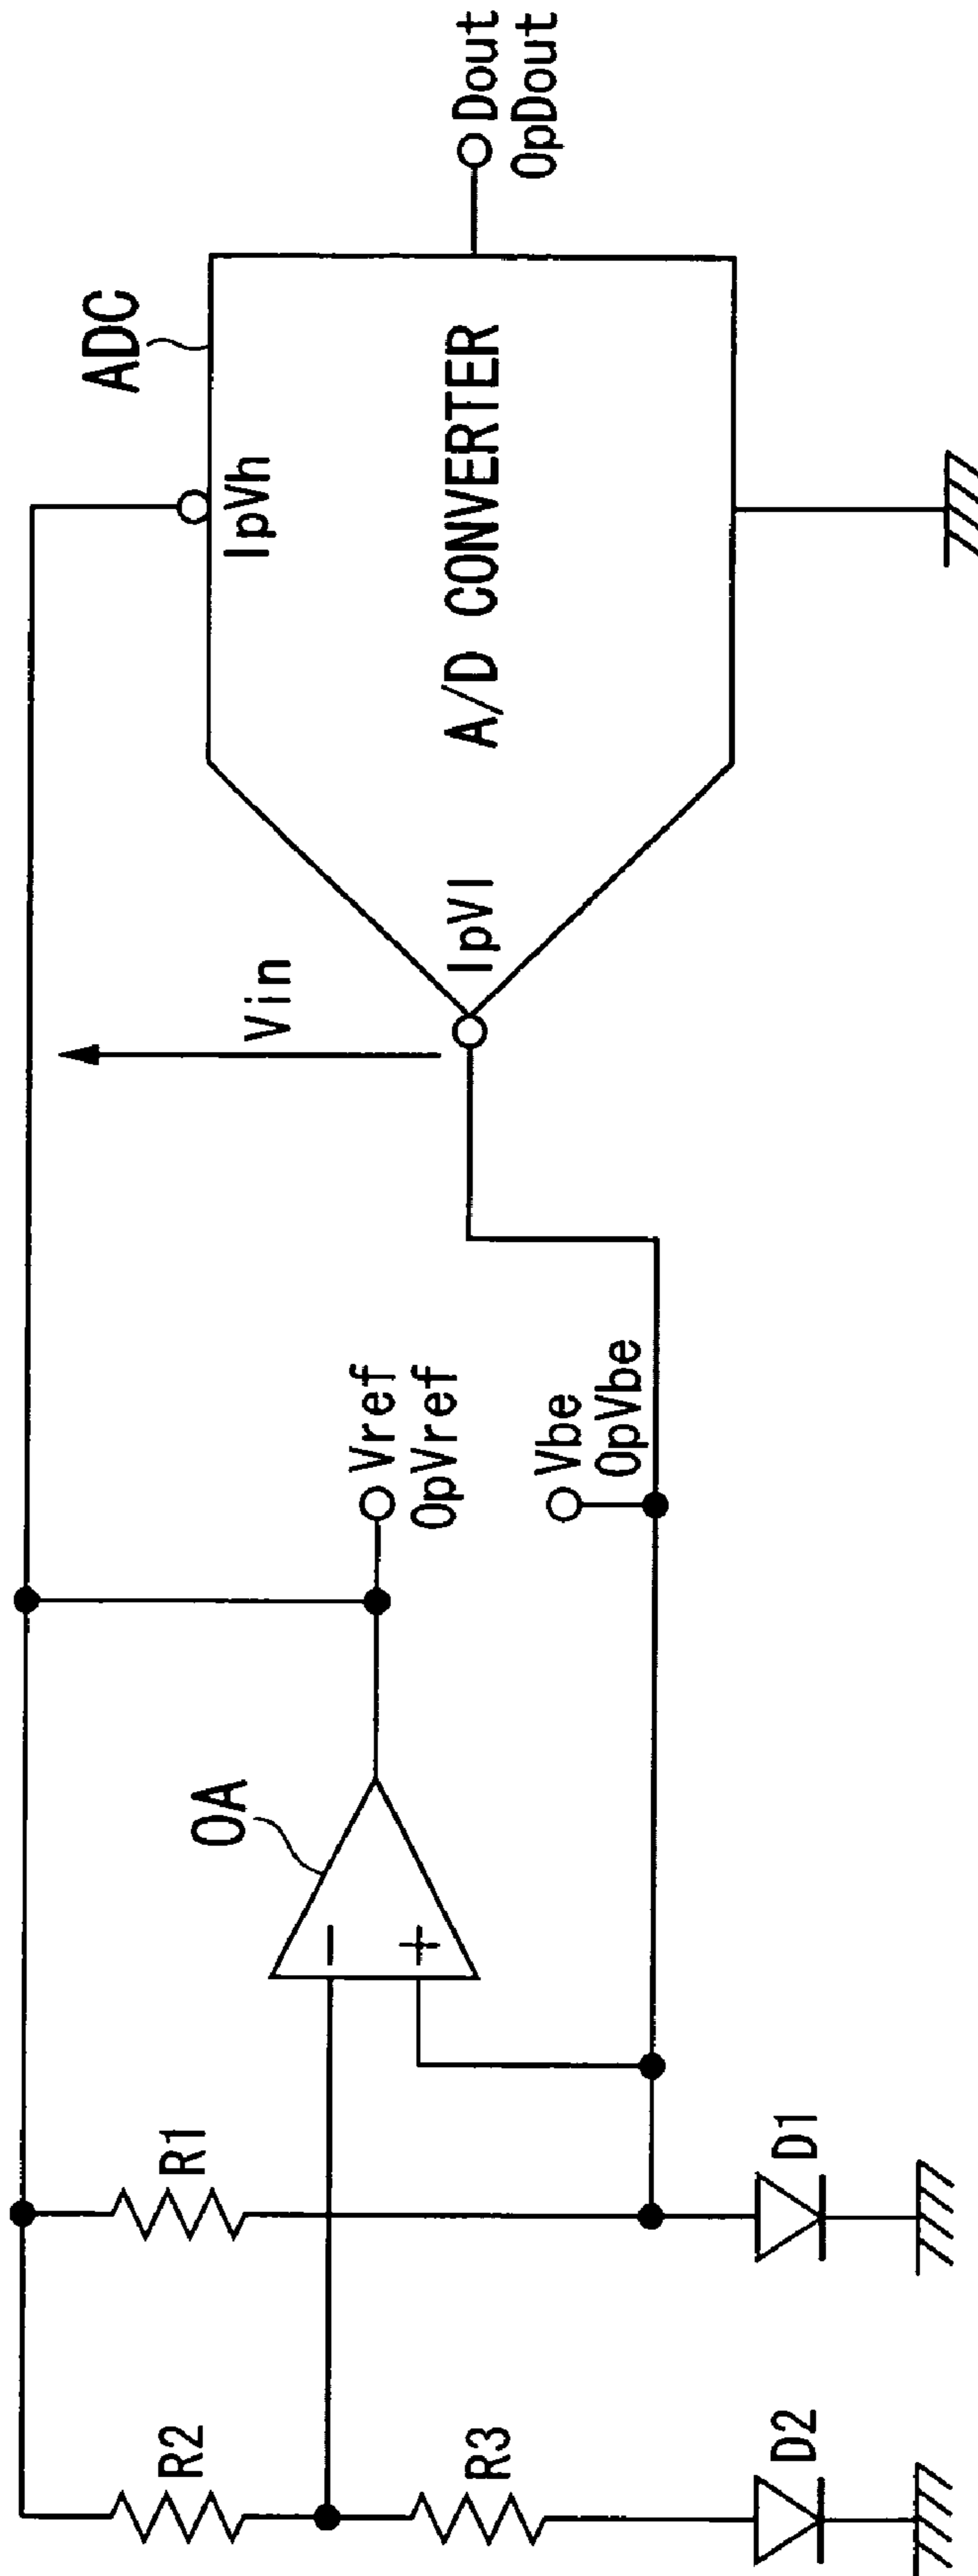 R2
R3
D2
R1
D1
OA
−
+
Vref
OpVref
Vbe
OpVbe
Vin
IpVl
IpVh
ADC
A/D CONVERTER
Dout
OpDout